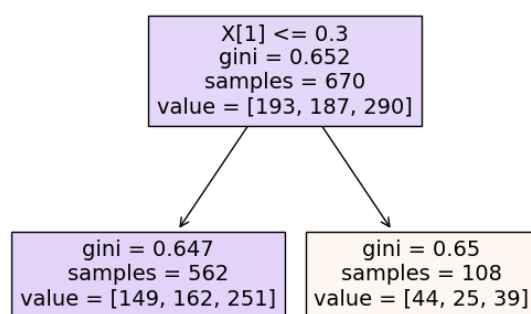 X[1] <= 0.3
gini = 0.652
samples = 670
value = [193, 187, 290]
gini = 0.647
samples = 562
value = [149, 162, 251]
gini = 0.65
samples = 108
value = [44, 25, 39]